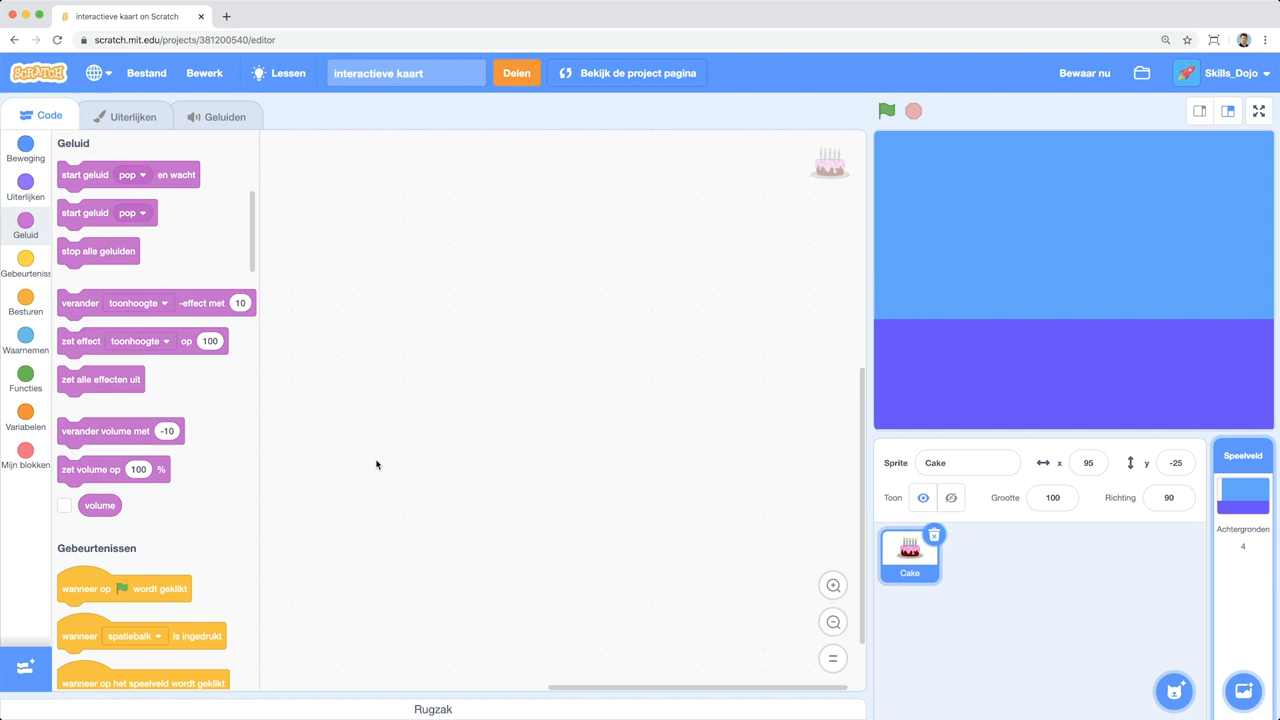 interactieve kaart on Scratch
scratch.mit.edu/projects/381200540/editor
SCRATCH
Bestand
Bewerk
Lessen
interactieve kaart
Delen
Bekijk de project pagina
Bewaar nu
Skills_Dojo
Code
Uiterlijken
Geluiden
Beweging
Uiterlijken
Geluid
Gebeurteniss
Besturen
Waarnemen
Functies
Variabelen
Mijn blokken
Geluid
start geluid pop en wacht
start geluid pop
stop alle geluiden
verander toonhoogte -effect met 10
zet effect toonhoogte op 100
zet alle effecten uit
verander volume met -10
zet volume op 100 %
volume
Gebeurtenissen
wanneer op wordt geklikt
wanneer spatiebalk is ingedrukt
wanneer op het speelveld wordt geklikt
Rugzak
Sprite Cake x 95 y -25
Toon Grootte 100 Richting 90
Cake
Speelveld
Achtergronden
4